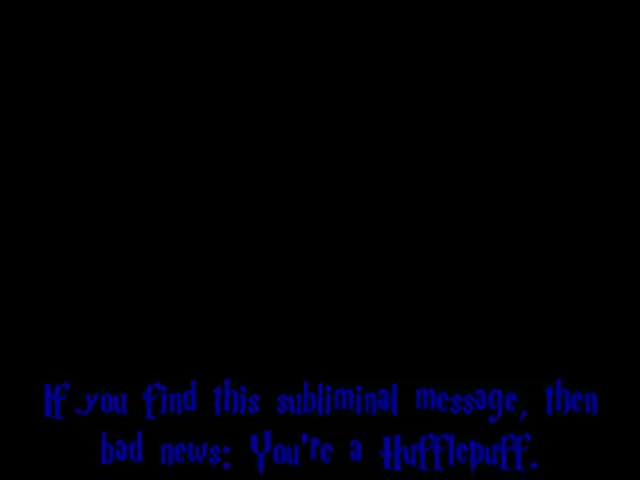 If you find this subliminal message, then
bad news: You're a Hufflepuff.